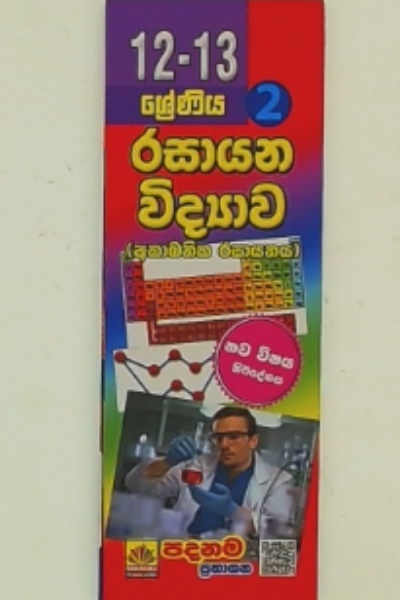 12-13
ශ්‍රේණිය 2
රසායන
විද්‍යාව
(අකාබනික රසායනය)
නව විෂය
නිර්දේශය
පදනම
ප්‍රකාශන